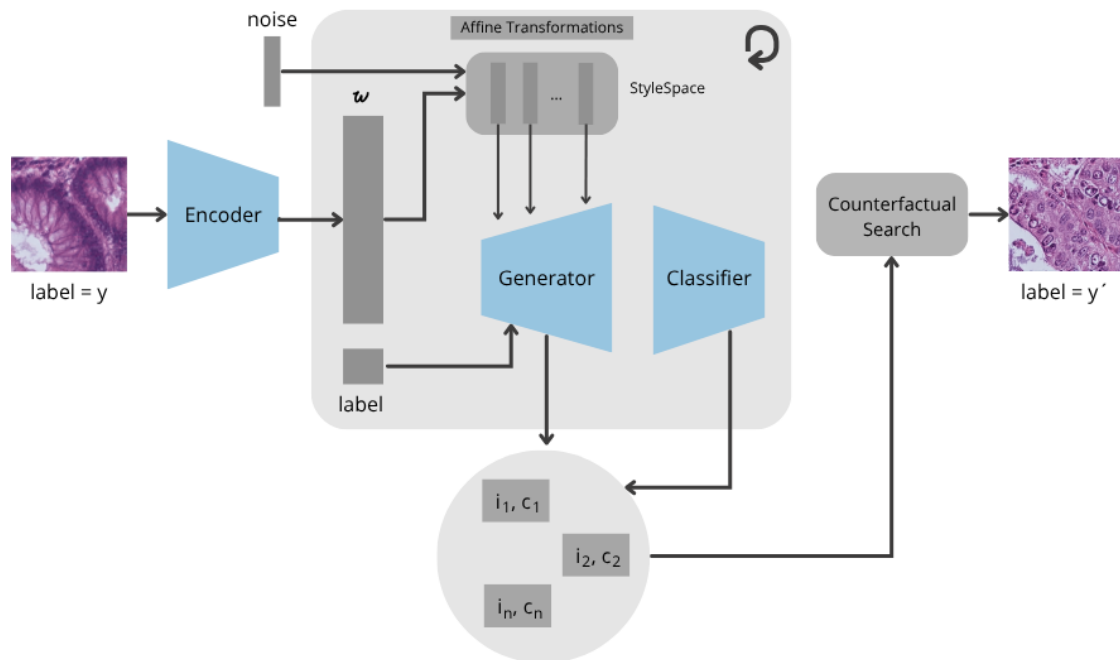 noise
Affine Transformations
StyleSpace
w
...
Encoder
label = y
Generator
Classifier
label
Counterfactual
Search
label = y´
i₁, c₁
i₂, c₂
iₙ, cₙ